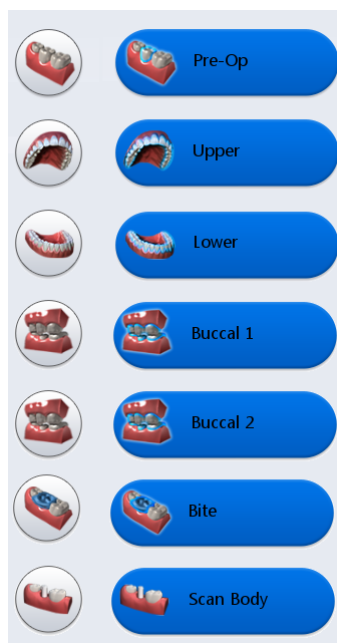 Pre-Op
Upper
Lower
Buccal 1
Buccal 2
Bite
Scan Body